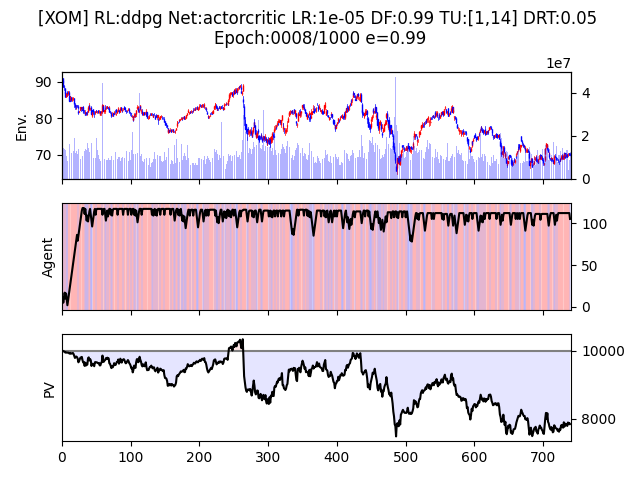 [XOM] RL:ddpg Net:actorcritic LR:1e-05 DF:0.99 TU:[1,14] DRT:0.05
Epoch:0008/1000 e=0.99
1e7
Env.
90
80
70
4
2
0
Agent
100
50
0
PV
10000
8000
0 100 200 300 400 500 600 700